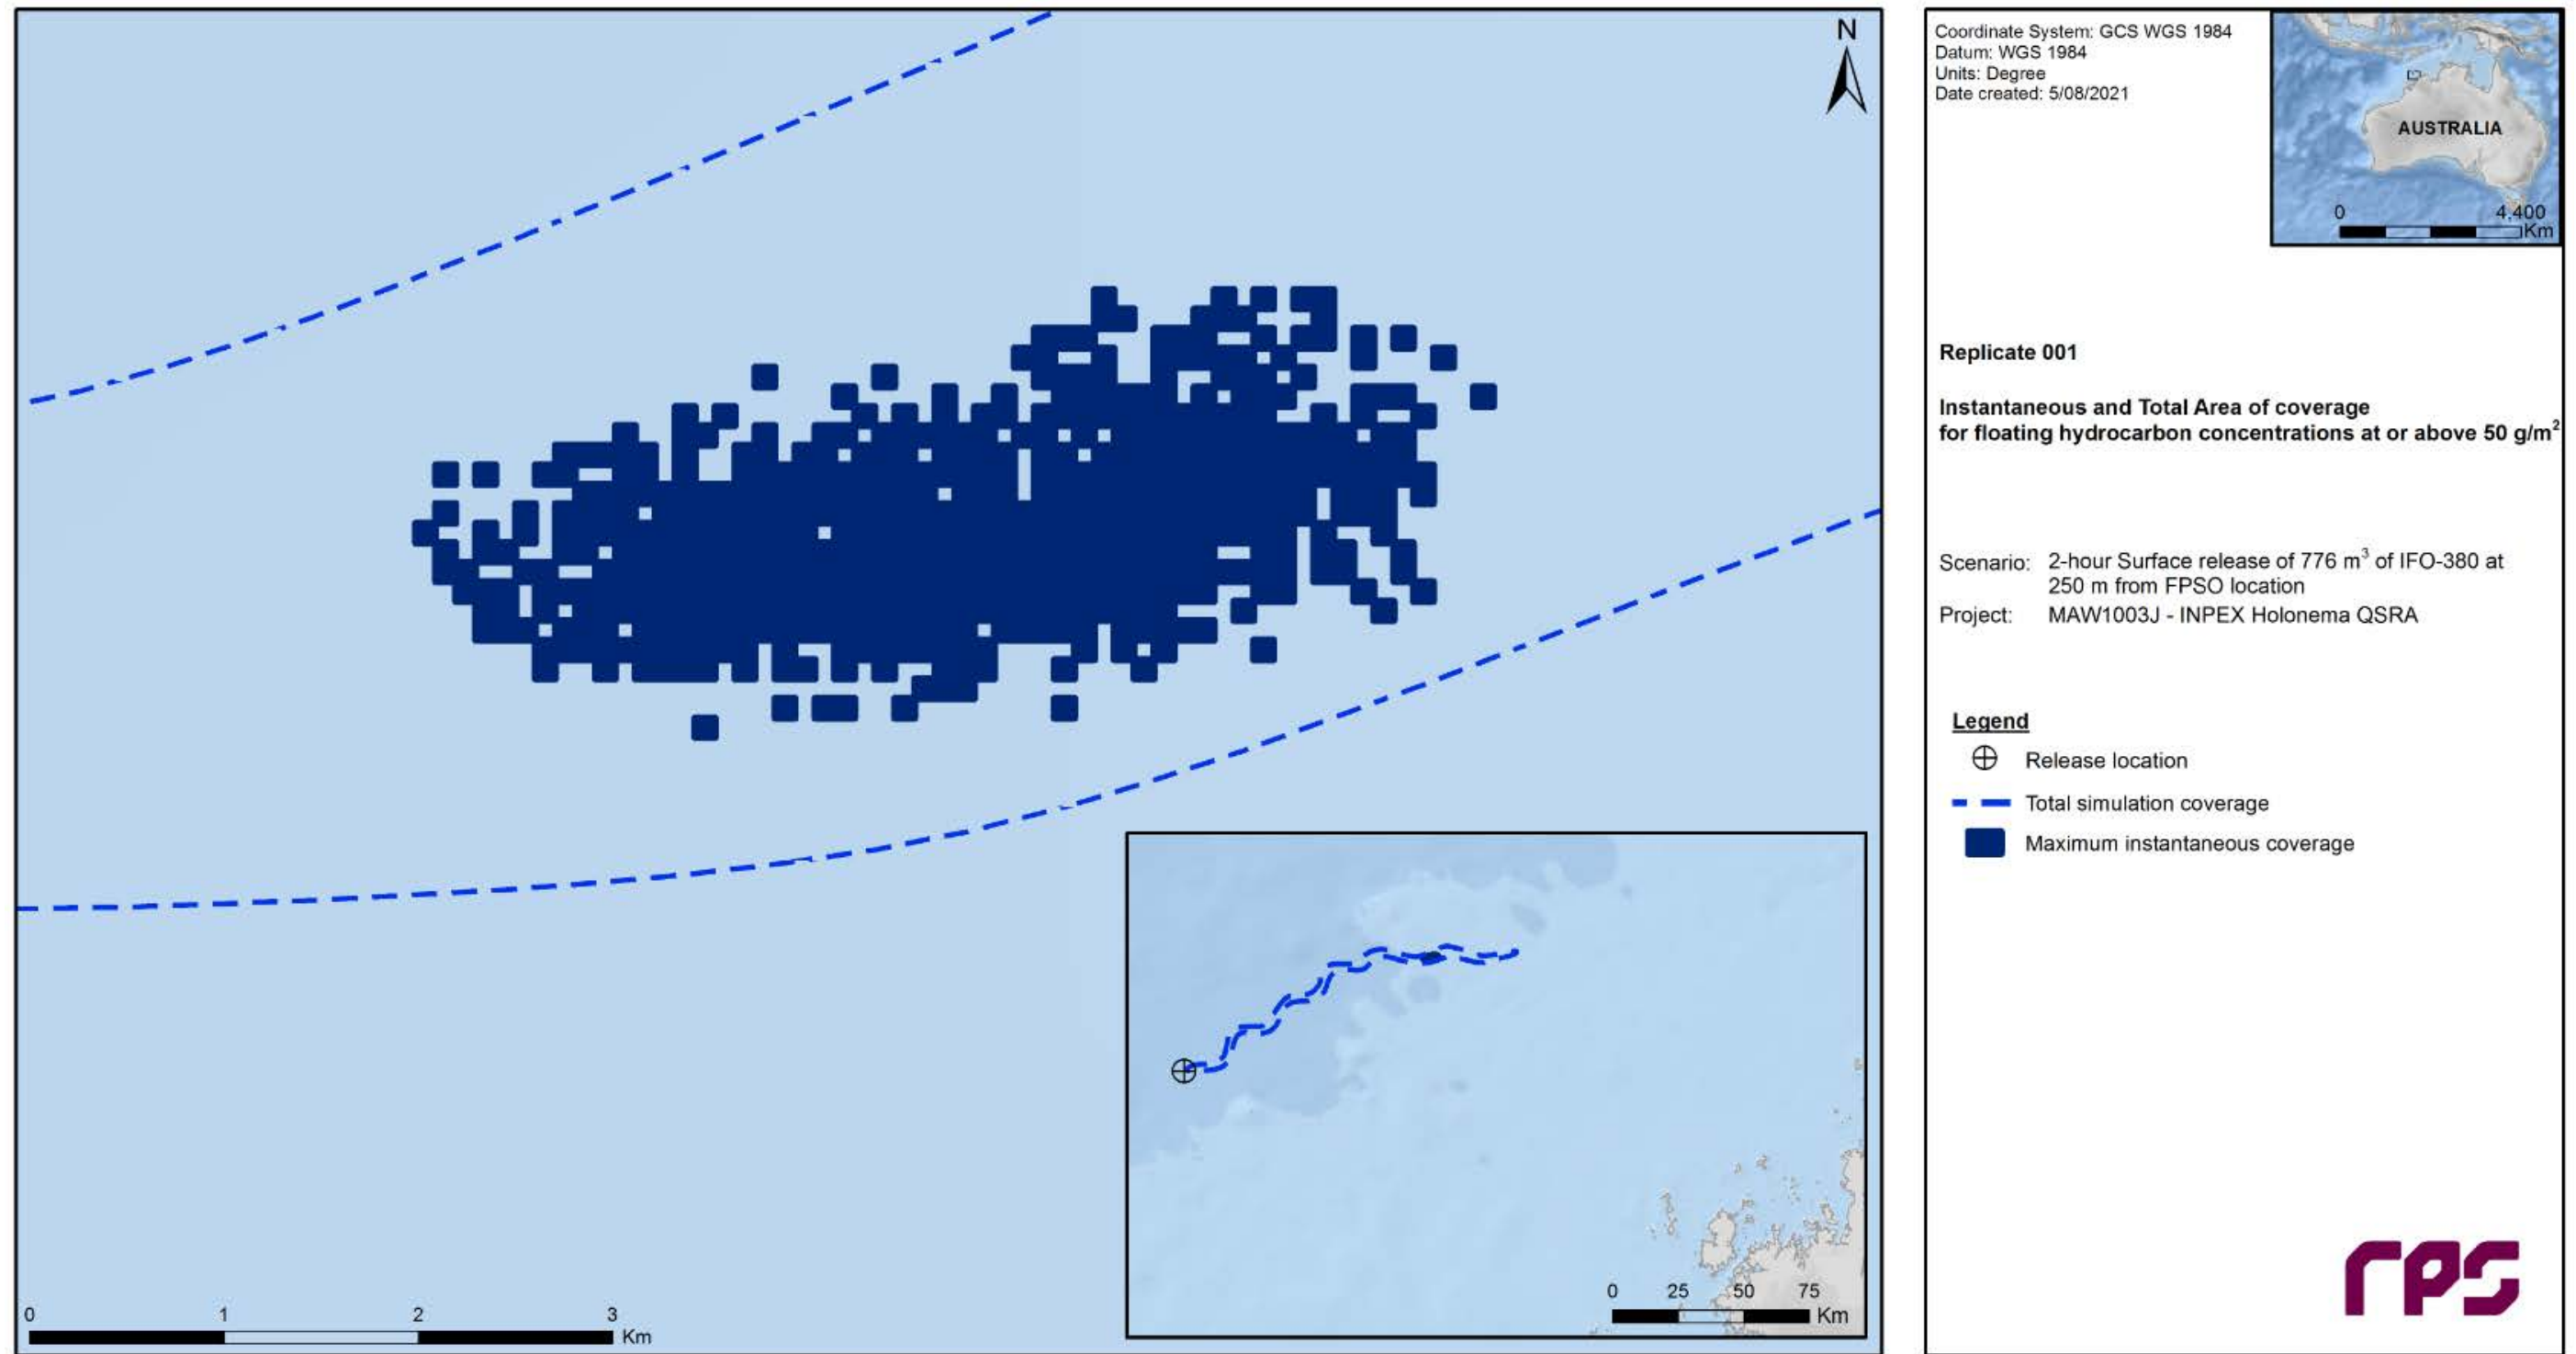 N
0 1 2 3
Km
0 25 50 75
Km
Coordinate System: GCS WGS 1984
Datum: WGS 1984
Units: Degree
Date created: 5/08/2021
AUSTRALIA
0 4,400
Km
Replicate 001
Instantaneous and Total Area of coverage
for floating hydrocarbon concentrations at or above 50 g/m²
Scenario: 2-hour Surface release of 776 m³ of IFO-380 at
250 m from FPSO location
Project: MAW1003J - INPEX Holonema QSRA
Legend
Release location
Total simulation coverage
Maximum instantaneous coverage
rps